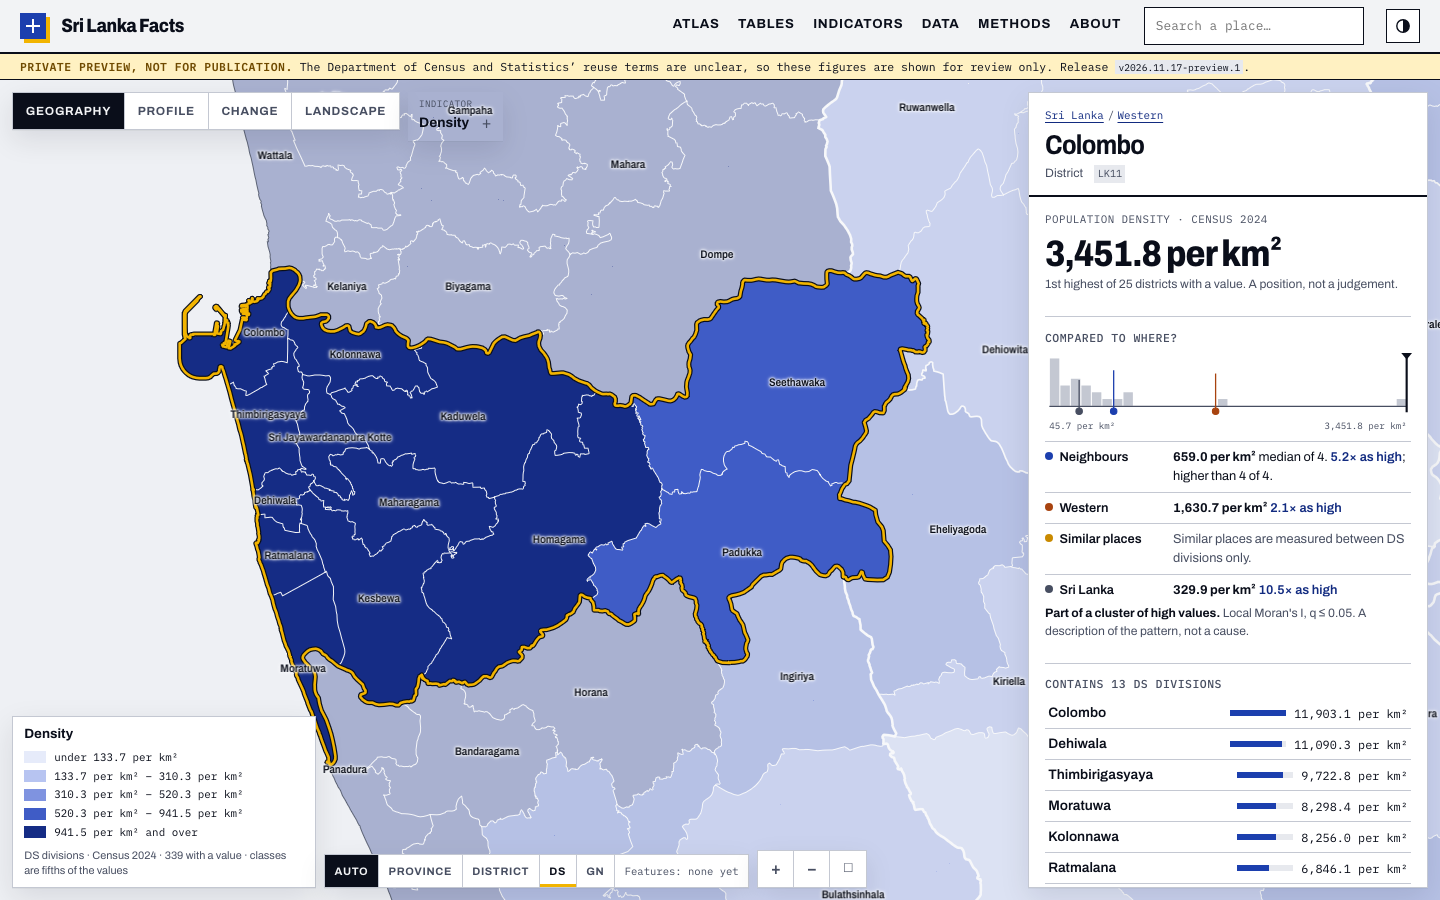 Sri Lanka Facts
ATLAS TABLES INDICATORS DATA METHODS ABOUT
Search a place…
PRIVATE PREVIEW, NOT FOR PUBLICATION. The Department of Census and Statistics’ reuse terms are unclear, so these figures are shown for review only. Release v2026.11.17-preview.1.
GEOGRAPHY PROFILE CHANGE LANDSCAPE
INDICATOR
Density +
Gampaha
Ruwanwella
Wattala
Mahara
Dompe
Kelaniya
Biyagama
Colombo
Kolonnawa
Dehiowita
Seethawaka
Thimbirigasyaya
Kaduwela
Sri Jayawardanapura Kotte
Dehiwala
Maharagama
Eheliyagoda
Homagama
Padukka
Ratmalana
Kesbewa
Moratuwa
Ingiriya
Kiriella
Horana
Bandaragama
Panadura
Bulathsinhala
Density
under 133.7 per km²
133.7 per km² – 310.3 per km²
310.3 per km² – 520.3 per km²
520.3 per km² – 941.5 per km²
941.5 per km² and over
DS divisions · Census 2024 · 339 with a value · classes
are fifths of the values
AUTO PROVINCE DISTRICT DS GN Features: none yet
+ −
Sri Lanka / Western
Colombo
District LK11
POPULATION DENSITY · CENSUS 2024
3,451.8 per km²
1st highest of 25 districts with a value. A position, not a judgement.
COMPARED TO WHERE?
45.7 per km² 3,451.8 per km²
Neighbours 659.0 per km² median of 4. 5.2× as high;
higher than 4 of 4.
Western 1,630.7 per km² 2.1× as high
Similar places Similar places are measured between DS
divisions only.
Sri Lanka 329.9 per km² 10.5× as high
Part of a cluster of high values. Local Moran's I, q ≤ 0.05. A
description of the pattern, not a cause.
CONTAINS 13 DS DIVISIONS
Colombo 11,903.1 per km²
Dehiwala 11,090.3 per km²
Thimbirigasyaya 9,722.8 per km²
Moratuwa 8,298.4 per km²
Kolonnawa 8,256.0 per km²
Ratmalana 6,846.1 per km²